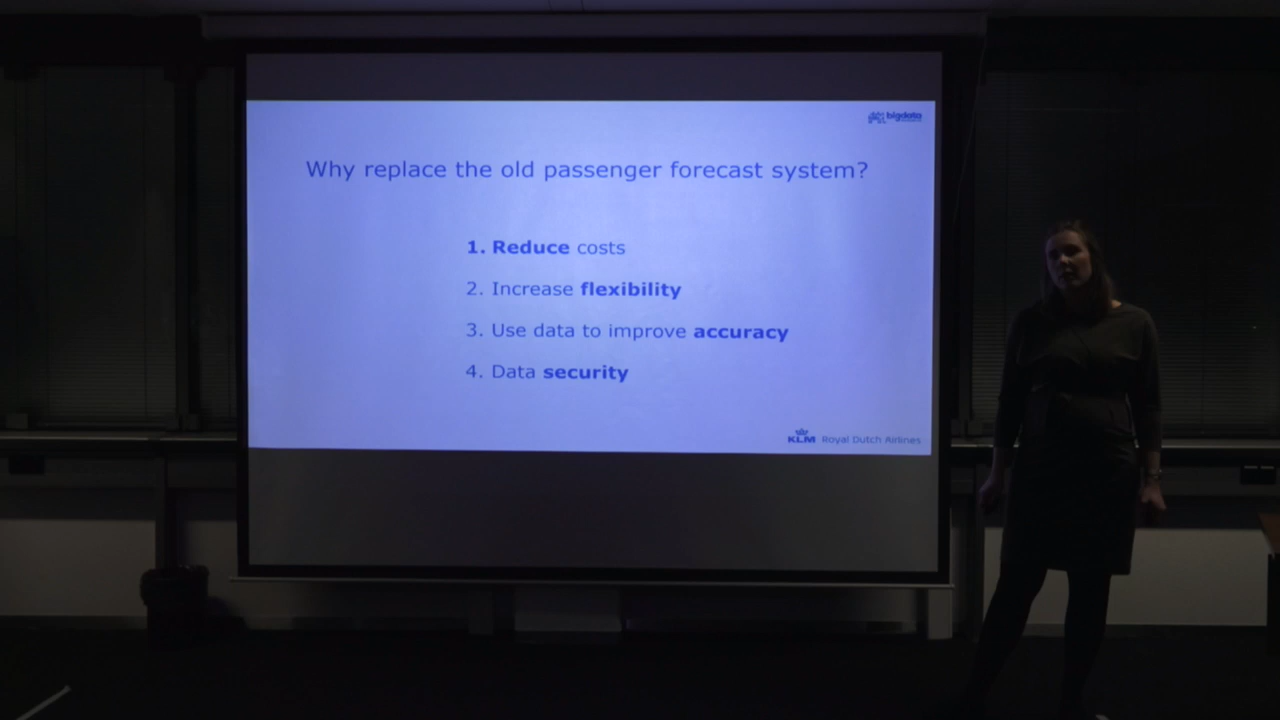 bigdata
Why replace the old passenger forecast system?
1. Reduce costs
2. Increase flexibility
3. Use data to improve accuracy
4. Data security
KLM Royal Dutch Airlines